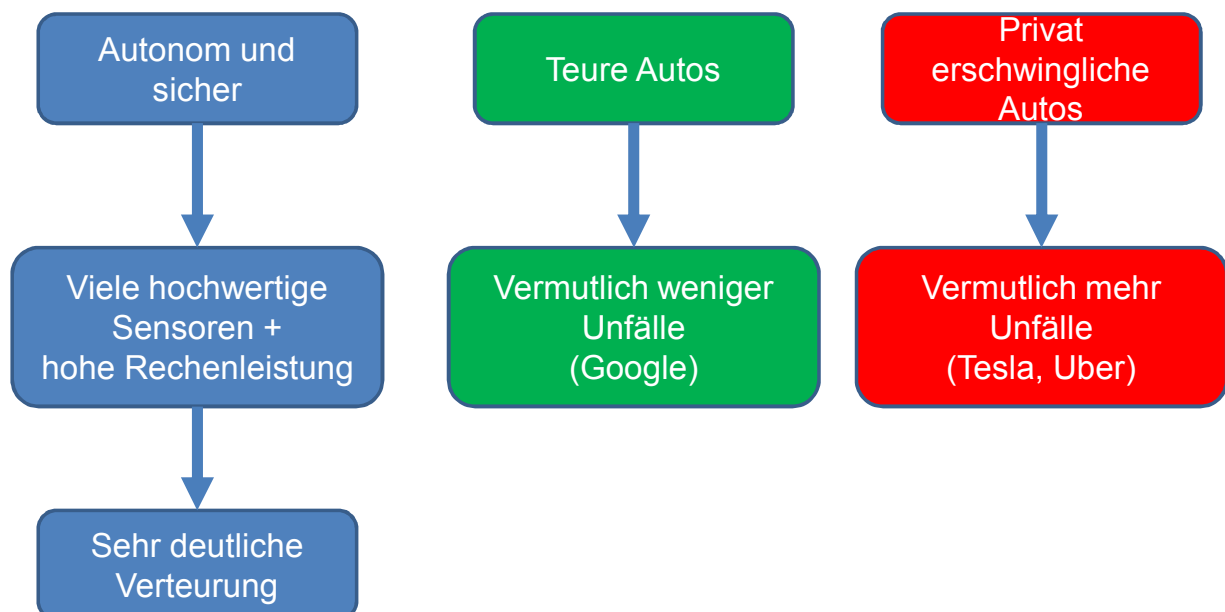 Autonom und
sicher
Teure Autos
Privat
erschwingliche
Autos
Viele hochwertige
Sensoren +
hohe Rechenleistung
Vermutlich weniger
Unfälle
(Google)
Vermutlich mehr
Unfälle
(Tesla, Uber)
Sehr deutliche
Verteurung